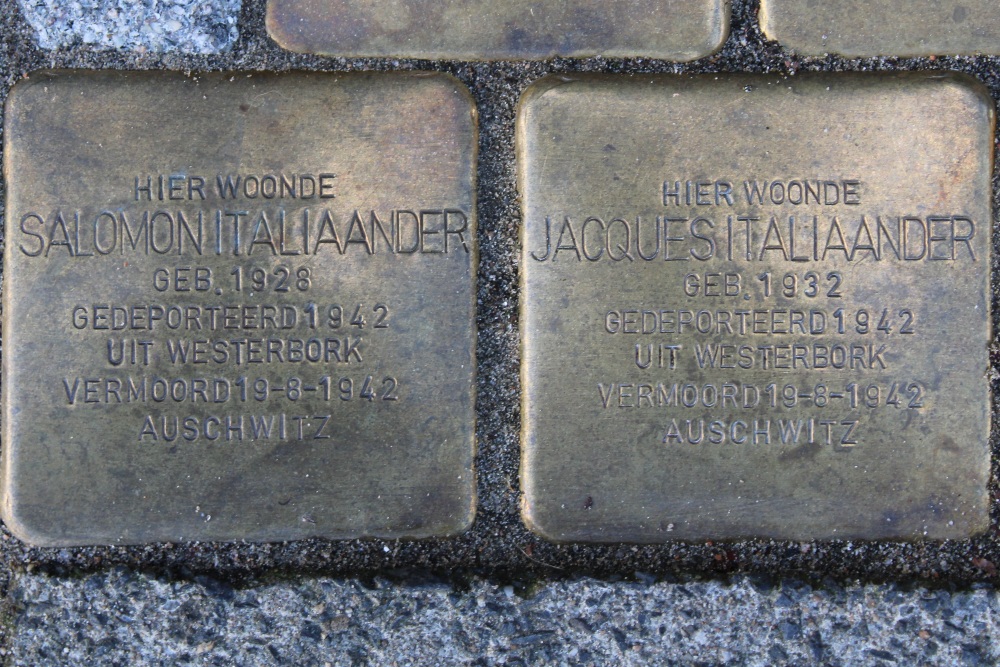 HIER WOONDE
SALOMON ITALIAANDER
GEB. 1928
GEDEPORTEERD 1942
UIT WESTERBORK
VERMOORD 19-8-1942
AUSCHWITZ
HIER WOONDE
JACQUES ITALIAANDER
GEB. 1932
GEDEPORTEERD 1942
UIT WESTERBORK
VERMOORD 19-8-1942
AUSCHWITZ